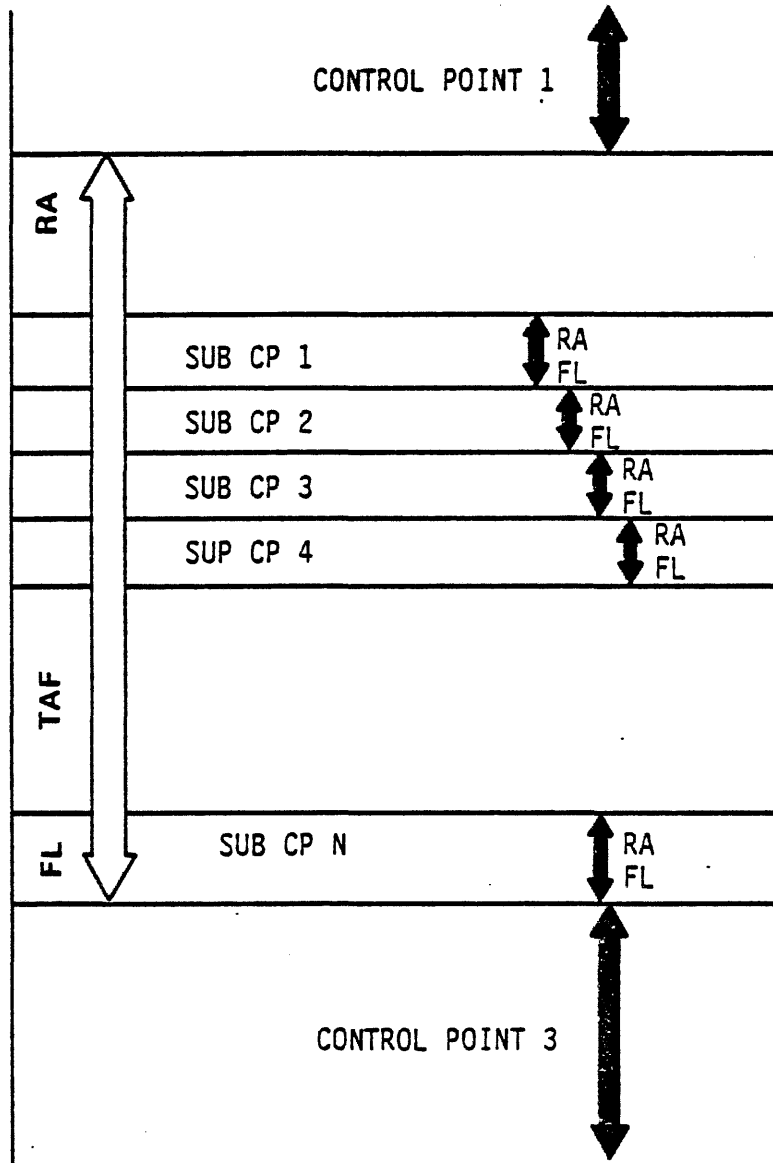 CONTROL POINT 1
RA
SUB CP 1
RA
FL
SUB CP 2
RA
FL
SUB CP 3
RA
FL
SUP CP 4
RA
FL
TAF
FL
SUB CP N
RA
FL
CONTROL POINT 3